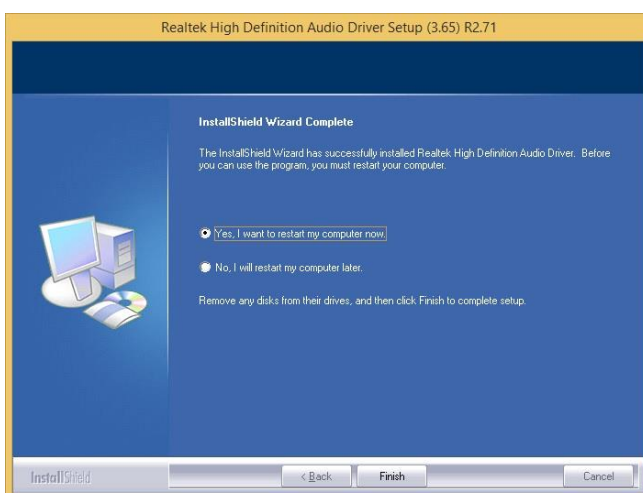 Realtek High Definition Audio Driver Setup (3.65) R2.71
InstallShield Wizard Complete
The InstallShield Wizard has successfully installed Realtek High Definition Audio Driver. Before
you can use the program, you must restart your computer.
Yes, I want to restart my computer now.
No, I will restart my computer later.
Remove any disks from their drives, and then click Finish to complete setup.
InstallShield
< Back
Finish
Cancel